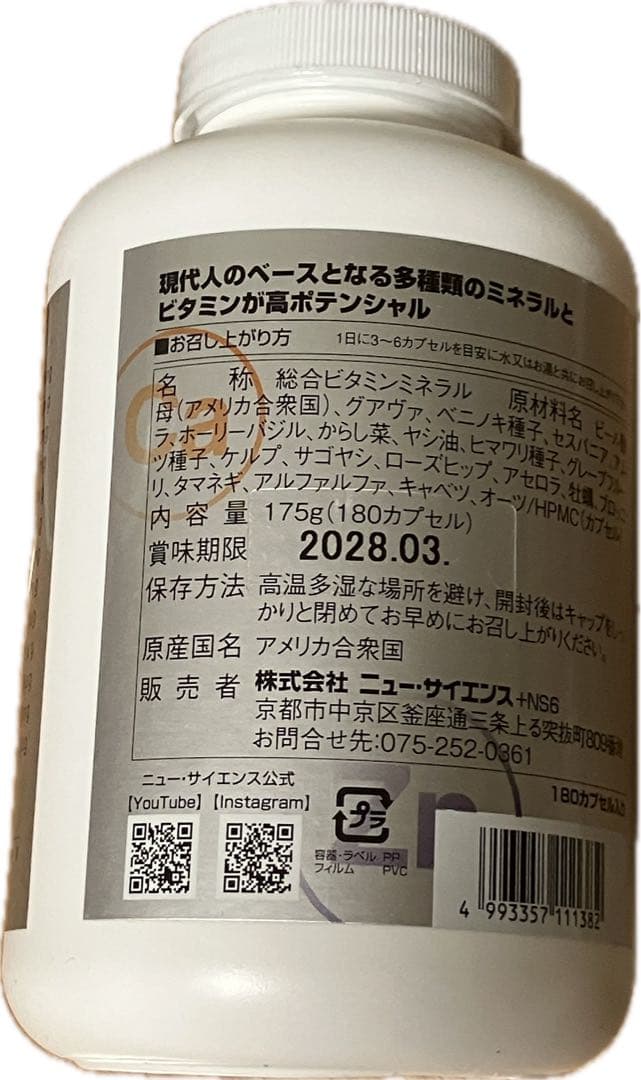 現代人のベースとなる多種類のミネラルと
ビタミンが高ポテンシャル
■お召し上がり方 1日に3~6カプセルを目安に水又はお湯と共にお召し上がり
名 称 総合ビタミンミネラル 原材料名 ビール酵
母(アメリカ合衆国)、グアヴァ、ベニノキ種子、セスバニア、アム
ラ、ホーリーバジル、からし菜、ヤシ油、ヒマワリ種子、グレープフルー
ツ種子、ケルプ、サゴヤシ、ローズヒップ、アセロラ、牡蠣、ブロッコ
リ、タマネギ、アルファルファ、キャベツ、オーツ/HPMC(カプセル)
内 容 量 175g(180カプセル)
賞味期限 2028.03.
保存方法 高温多湿な場所を避け、開封後はキャップをしっ
かりと閉めてお早めにお召し上がりください。
原産国名 アメリカ合衆国
販 売 者 株式会社 ニュー・サイエンス+NS6
京都市中京区釜座通三条上る突抜町809番地
お問合せ先:075-252-0361
180カプセル入り
ニュー・サイエンス公式
【YouTube】【Instagram】
プラ
容器・ラベル PP
フィルム PVC
4 993357 111382
Ca
Zn